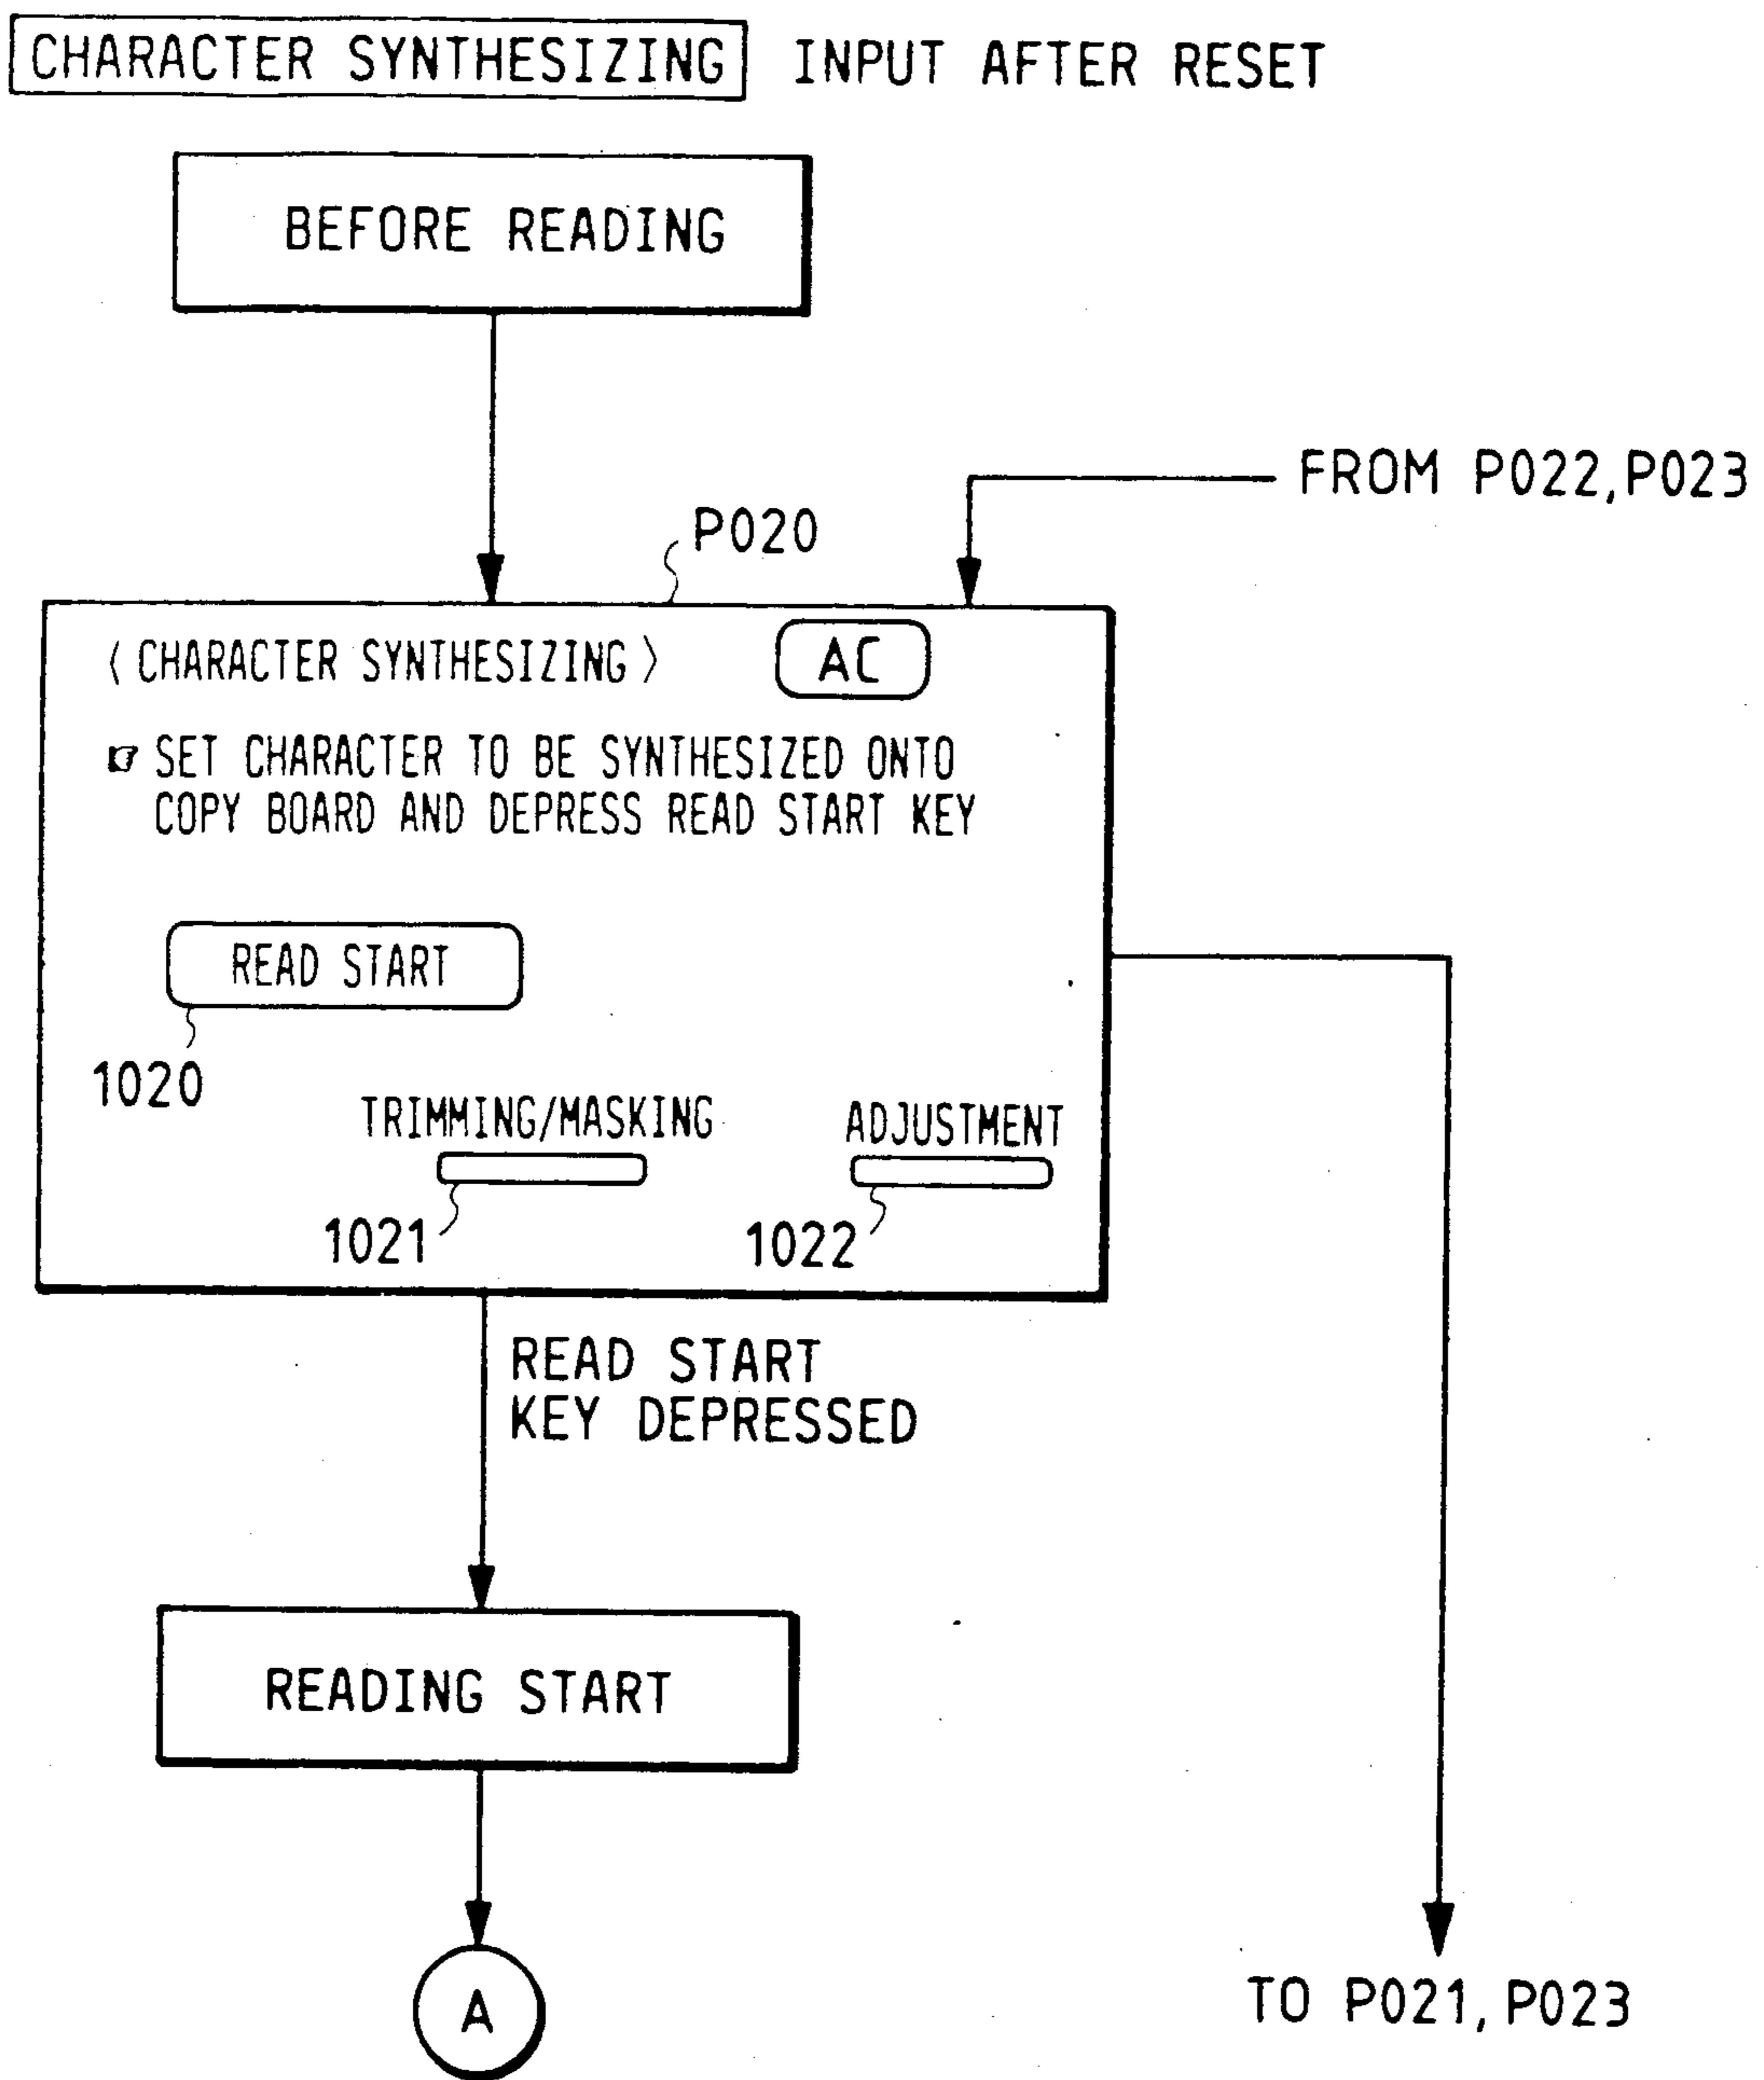 CHARACTER SYNTHESIZING INPUT AFTER RESET
BEFORE READING
FROM P022, P023
P020
〈 CHARACTER SYNTHESIZING 〉 AC
☞ SET CHARACTER TO BE SYNTHESIZED ONTO
COPY BOARD AND DEPRESS READ START KEY
READ START
1020
TRIMMING/MASKING ADJUSTMENT
1021 1022
READ START
KEY DEPRESSED
READING START
A
TO P021, P023